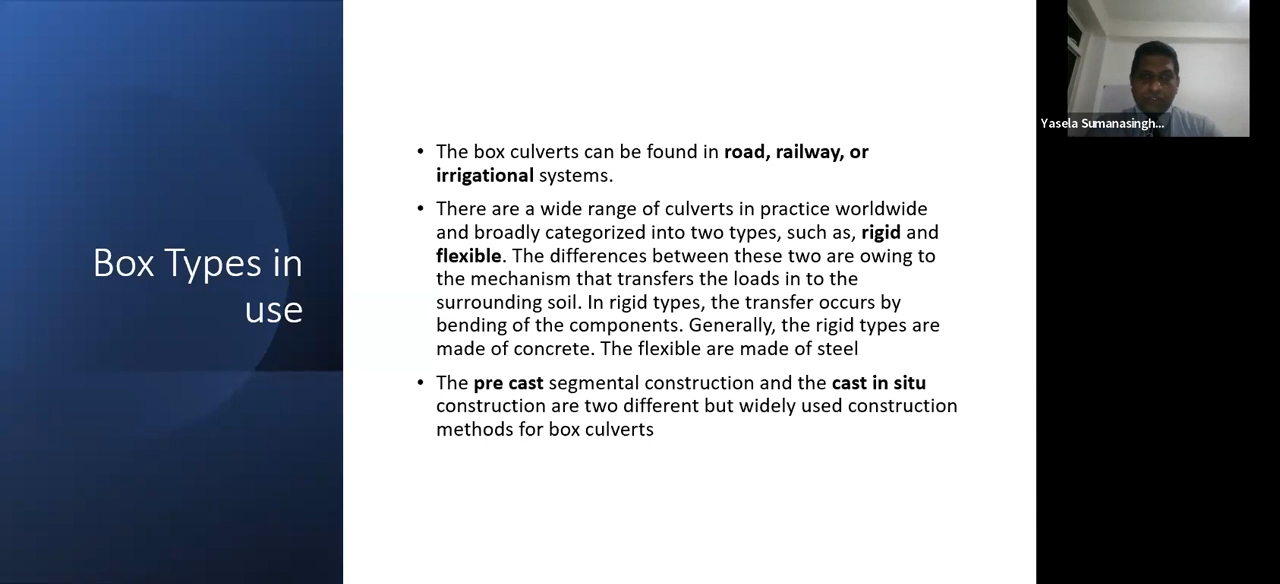 Box Types in
use
• The box culverts can be found in road, railway, or
irrigational systems.
• There are a wide range of culverts in practice worldwide
and broadly categorized into two types, such as, rigid and
flexible. The differences between these two are owing to
the mechanism that transfers the loads in to the
surrounding soil. In rigid types, the transfer occurs by
bending of the components. Generally, the rigid types are
made of concrete. The flexible are made of steel
• The pre cast segmental construction and the cast in situ
construction are two different but widely used construction
methods for box culverts
Yasela Sumanasingh...